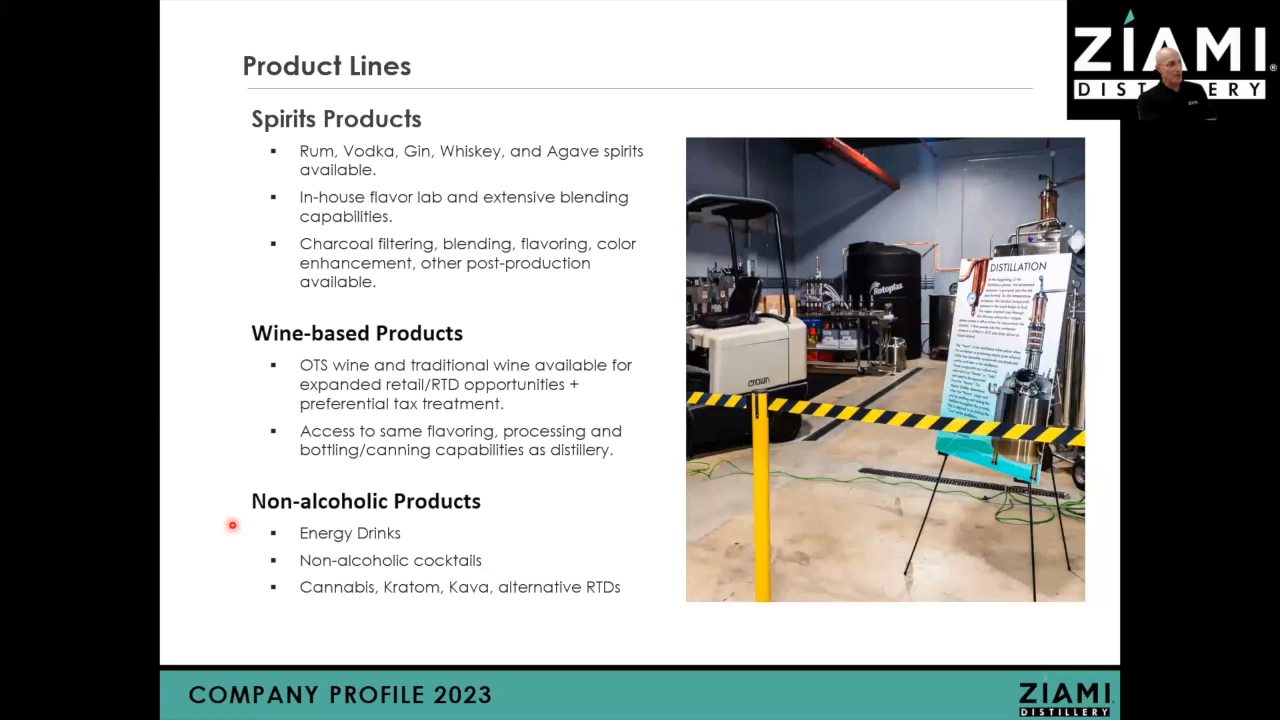 Product Lines
ZIAMI®
DISTILLERY
Spirits Products
▪ Rum, Vodka, Gin, Whiskey, and Agave spirits
available.
▪ In-house flavor lab and extensive blending
capabilities.
▪ Charcoal filtering, blending, flavoring, color
enhancement, other post-production
available.
Wine-based Products
▪ OTS wine and traditional wine available for
expanded retail/RTD opportunities +
preferential tax treatment.
▪ Access to same flavoring, processing and
bottling/canning capabilities as distillery.
Non-alcoholic Products
▪ Energy Drinks
▪ Non-alcoholic cocktails
▪ Cannabis, Kratom, Kava, alternative RTDs
DISTILLATION
Rotoplas
crown
COMPANY PROFILE 2023
ZIAMI
DISTILLERY